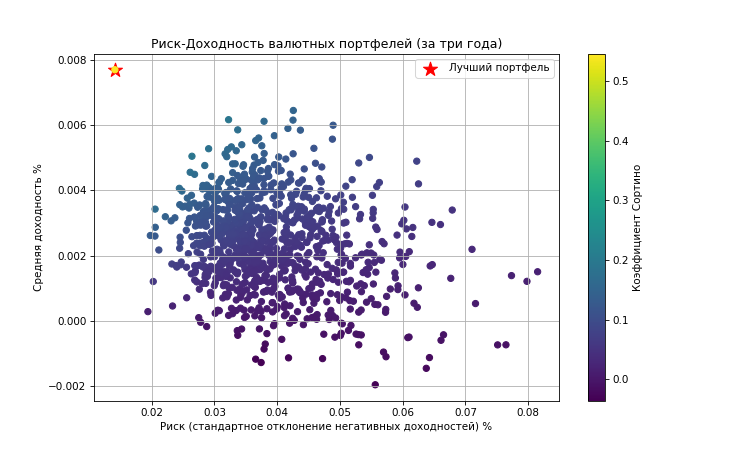 Риск-Доходность валютных портфелей (за три года)
Лучший портфель
0.008
0.006
0.004
0.002
0.000
−0.002
Средняя доходность %
0.02 0.03 0.04 0.05 0.06 0.07 0.08
Риск (стандартное отклонение негативных доходностей) %
0.5
0.4
0.3
0.2
0.1
0.0
Коэффициент Сортино